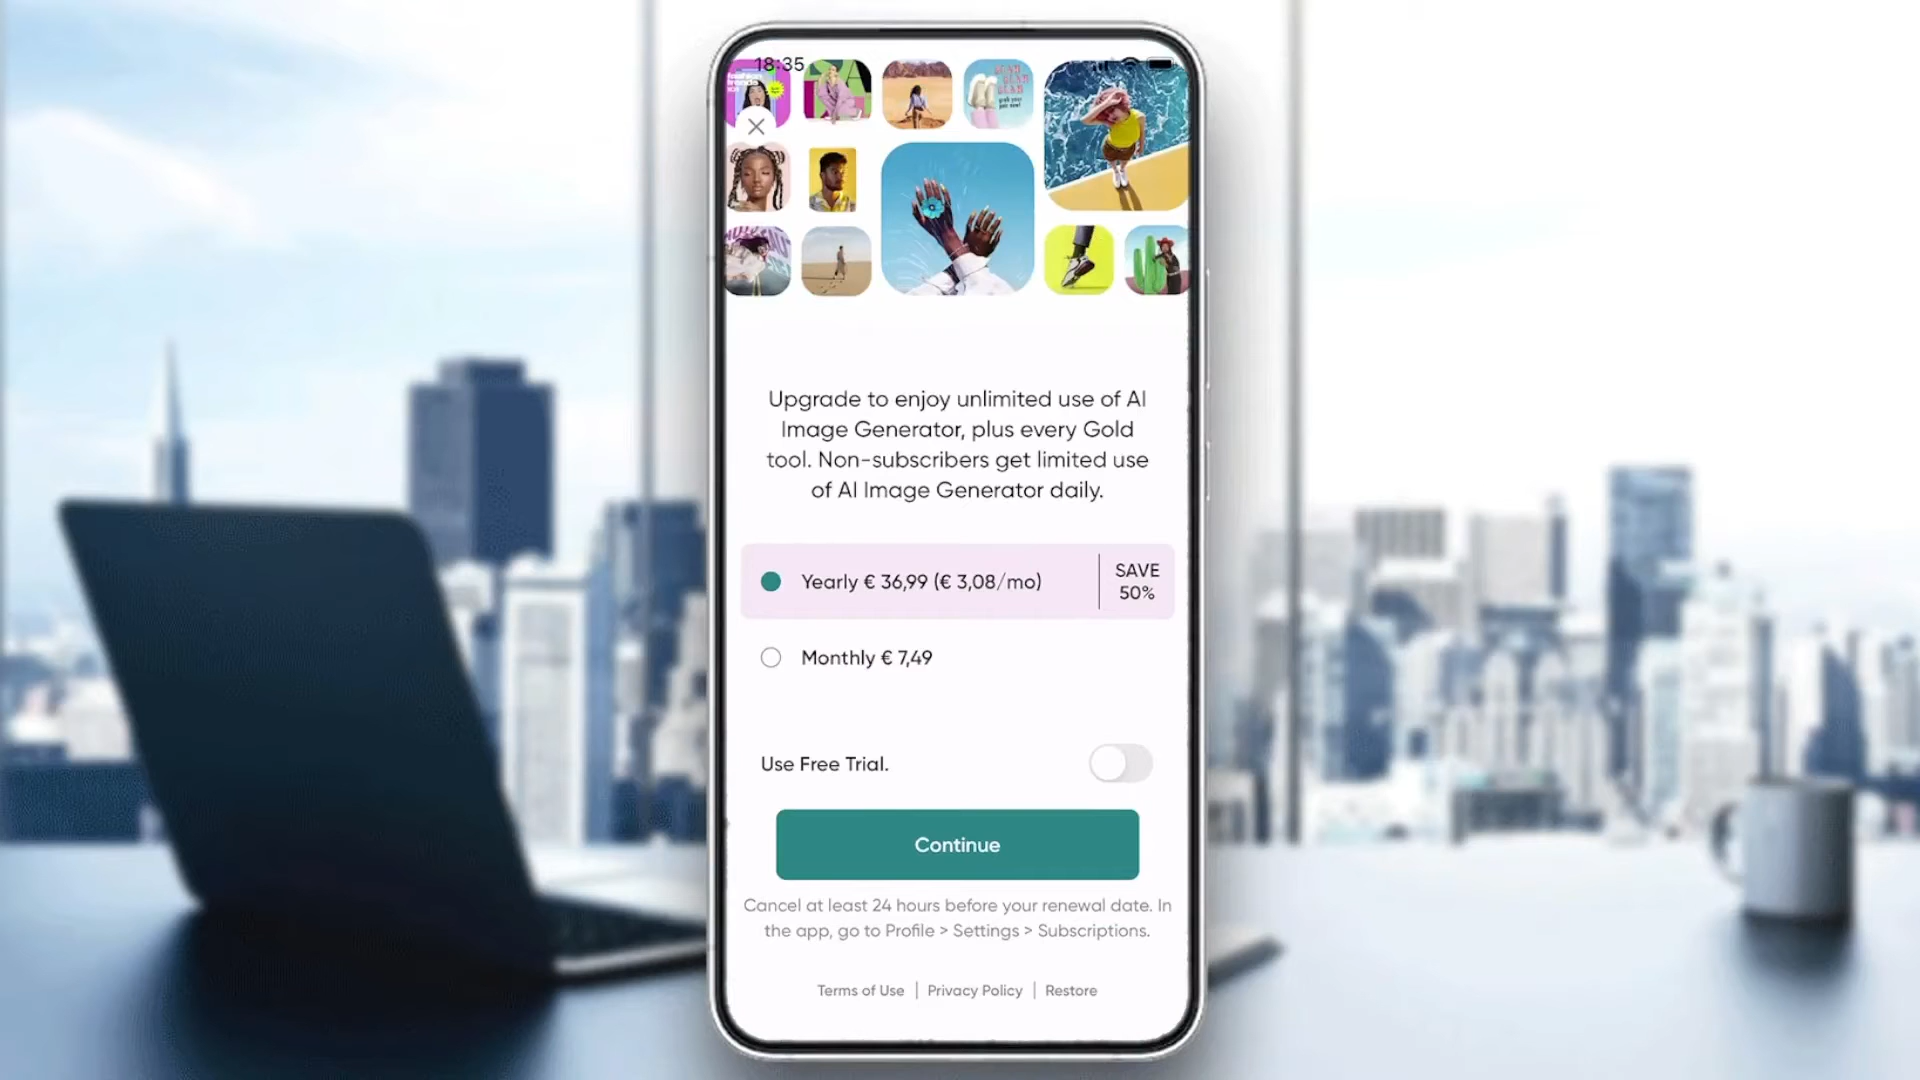 18:35
fashion
trends
Upgrade to enjoy unlimited use of AI
Image Generator, plus every Gold
tool. Non-subscribers get limited use
of AI Image Generator daily.
Yearly € 36,99 (€ 3,08/mo)
SAVE
50%
Monthly € 7,49
Use Free Trial.
Continue
Cancel at least 24 hours before your renewal date. In
the app, go to Profile > Settings > Subscriptions.
Terms of Use | Privacy Policy | Restore